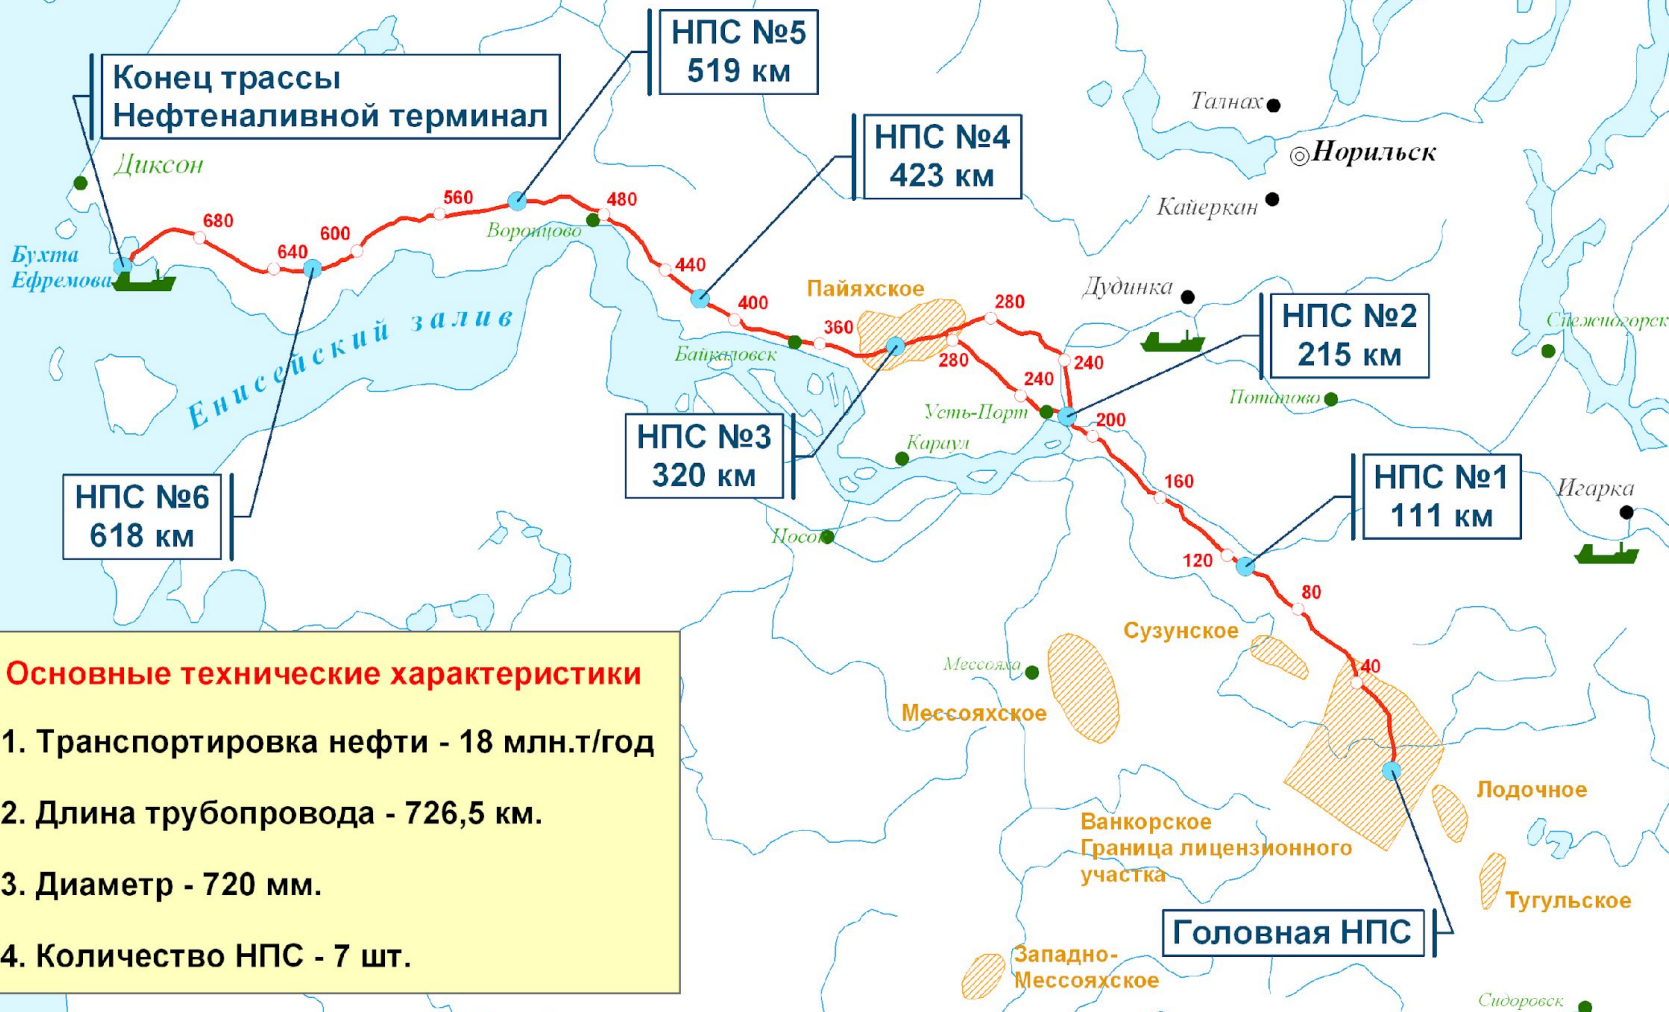 НПС №5
519 км
Конец трассы
Нефтеналивной терминал
НПС №4
423 км
Талнах
Норильск
Кайеркан
Диксон
680
640
600
560
480
Воронцово
Бухта
Ефремова
Енисейский залив
440
400
360
Пайяхское
280
280
240
240
200
Байкаловск
Дудинка
НПС №2
215 км
Снежногорск
Потапово
Усть-Порт
Караул
НПС №3
320 км
НПС №6
618 км
НПС №1
111 км
Игарка
160
120
80
40
Носок
Сузунское
Мессояха
Мессояхское
Основные технические характеристики
1. Транспортировка нефти - 18 млн.т/год
2. Длина трубопровода - 726,5 км.
3. Диаметр - 720 мм.
4. Количество НПС - 7 шт.
Лодочное
Ванкорское
Граница лицензионного
участка
Тугульское
Головная НПС
Западно-
Мессояхское
Сидоровск